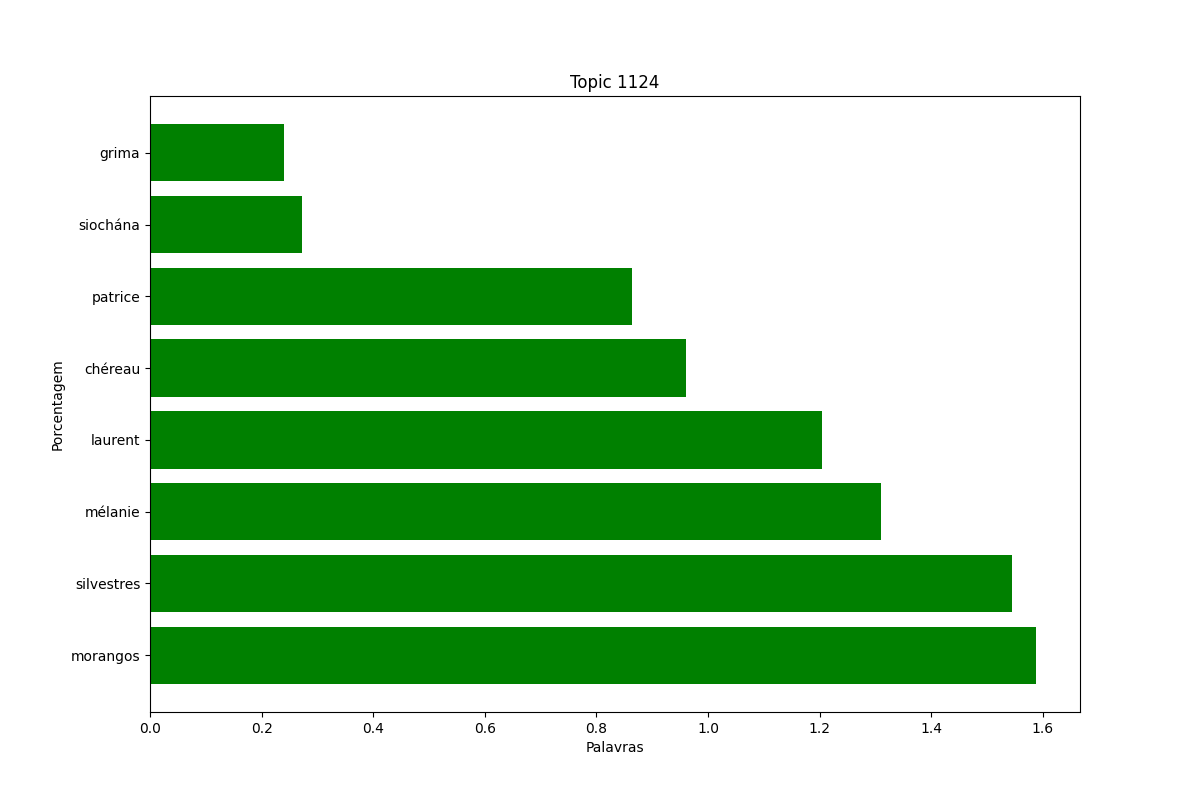 Topic 1124
grima
siochána
patrice
chéreau
laurent
mélanie
silvestres
morangos
Porcentagem
0.0 0.2 0.4 0.6 0.8 1.0 1.2 1.4 1.6
Palavras